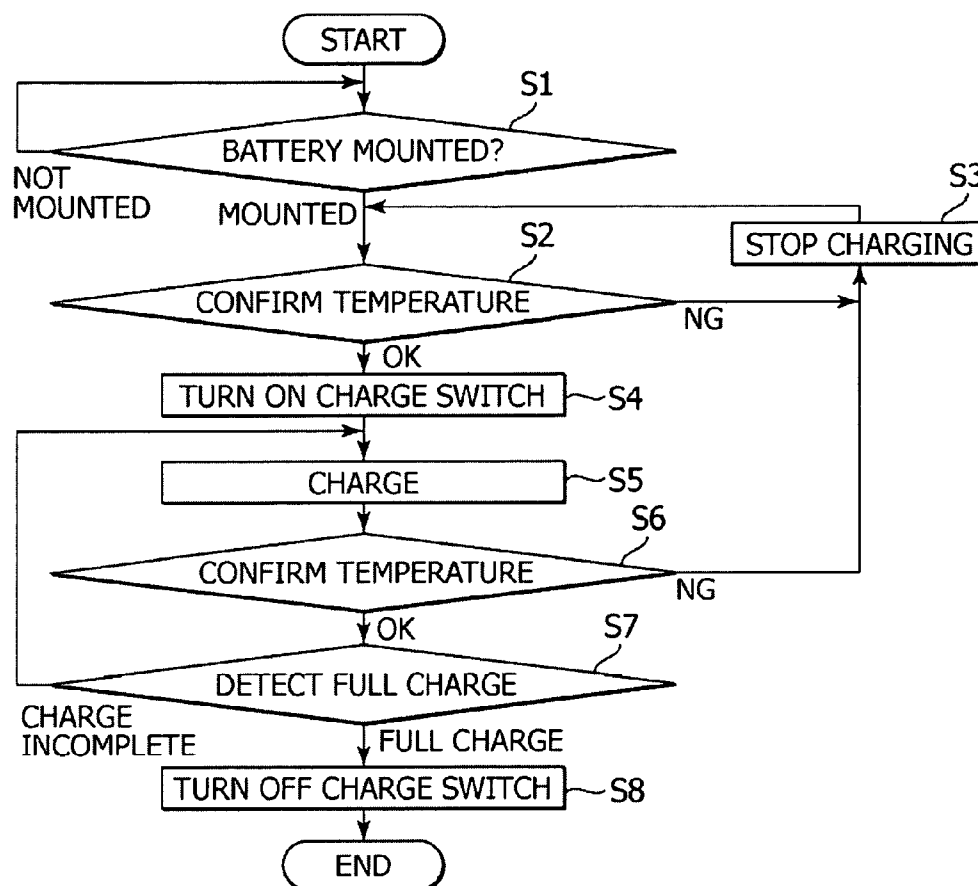 START
S1
BATTERY MOUNTED?
NOT
MOUNTED
MOUNTED
S3
STOP CHARGING
S2
CONFIRM TEMPERATURE
NG
OK
TURN ON CHARGE SWITCH
S4
CHARGE
S5
S6
CONFIRM TEMPERATURE
NG
OK
S7
DETECT FULL CHARGE
CHARGE
INCOMPLETE
FULL CHARGE
TURN OFF CHARGE SWITCH
S8
END